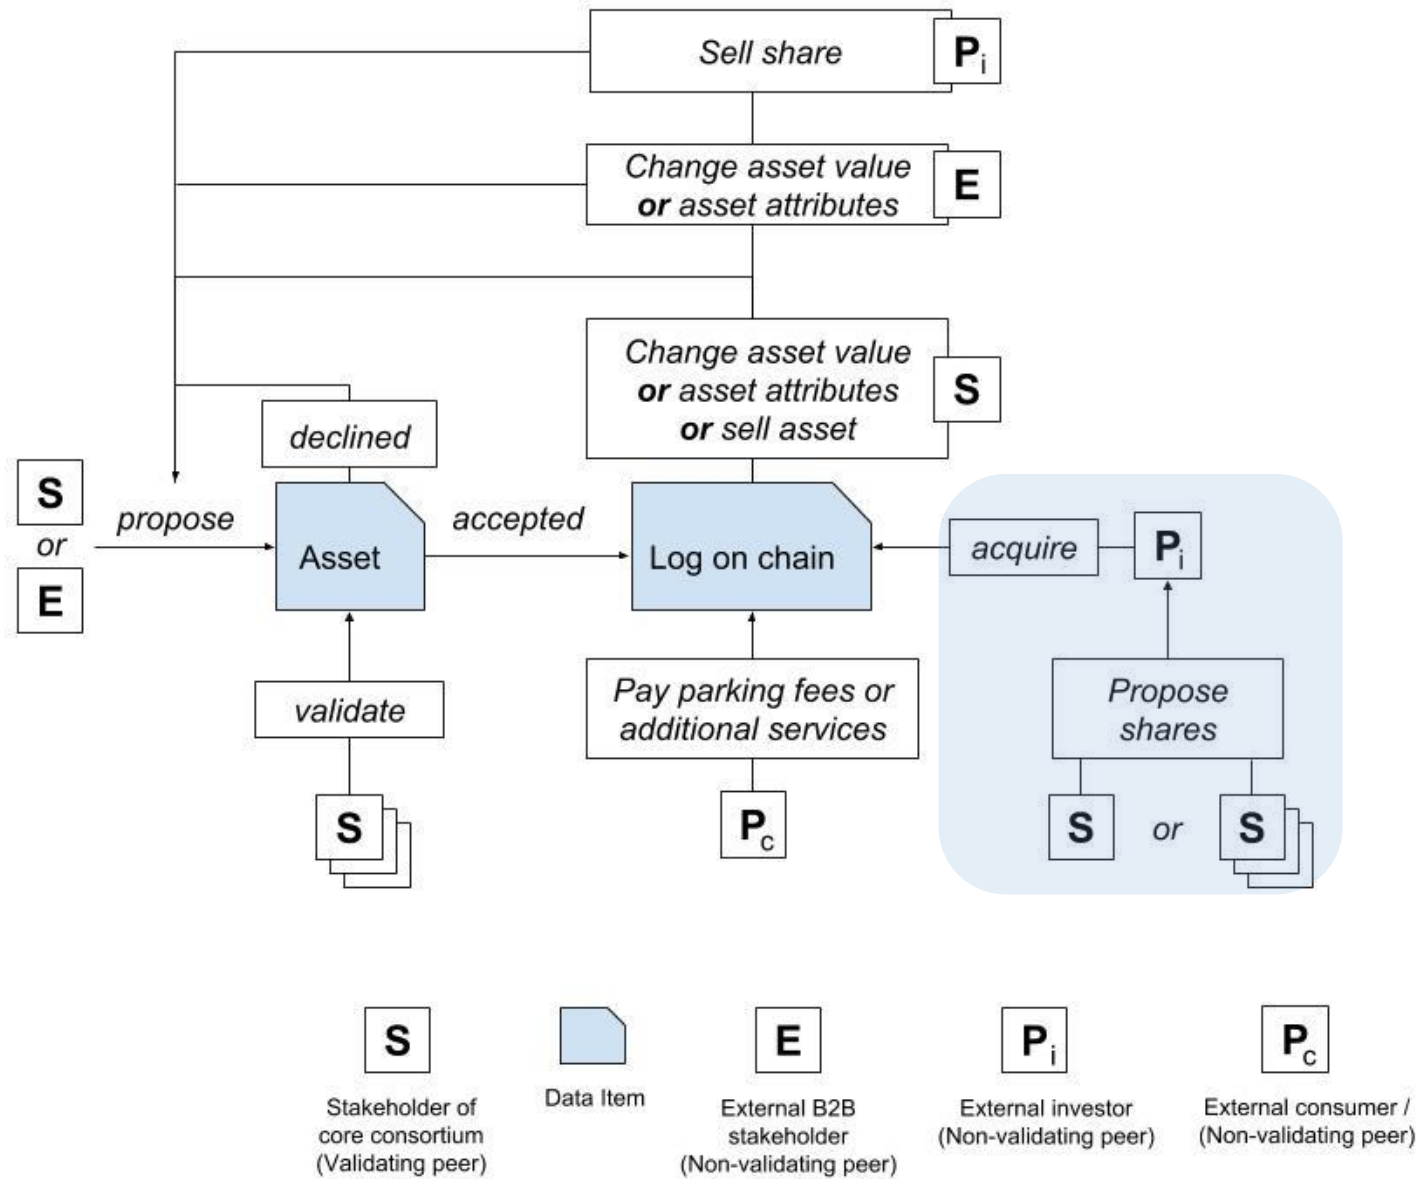 Sell share
Pi
Change asset value
or asset attributes
E
Change asset value
or asset attributes
or sell asset
S
declined
S
or
E
propose
Asset
accepted
Log on chain
acquire
Pi
validate
S
Pay parking fees or
additional services
Pc
Propose
shares
S
or
S
S
Stakeholder of
core consortium
(Validating peer)
Data Item
E
External B2B
stakeholder
(Non-validating peer)
Pi
External investor
(Non-validating peer)
Pc
External consumer /
(Non-validating peer)